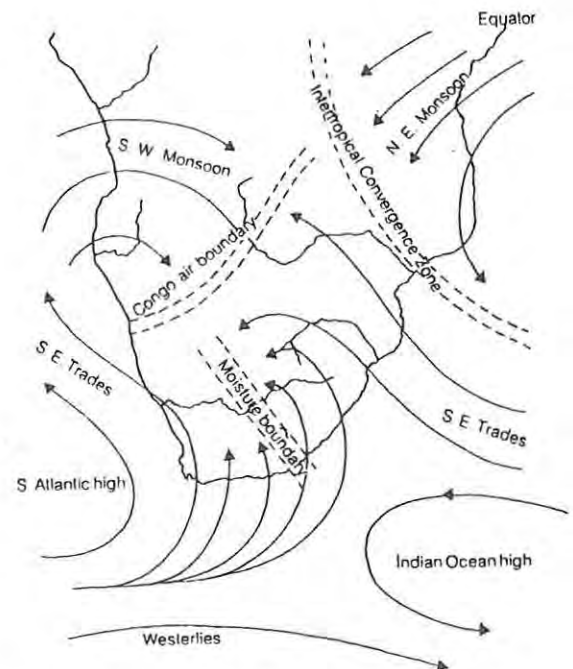 Equator
N. E. Monsoon
Intertropical Convergence Zone
S. W. Monsoon
Congo air boundary
S E. Trades
Moisture boundary
S E. Trades
S Atlantic high
Indian Ocean high
Westerlies